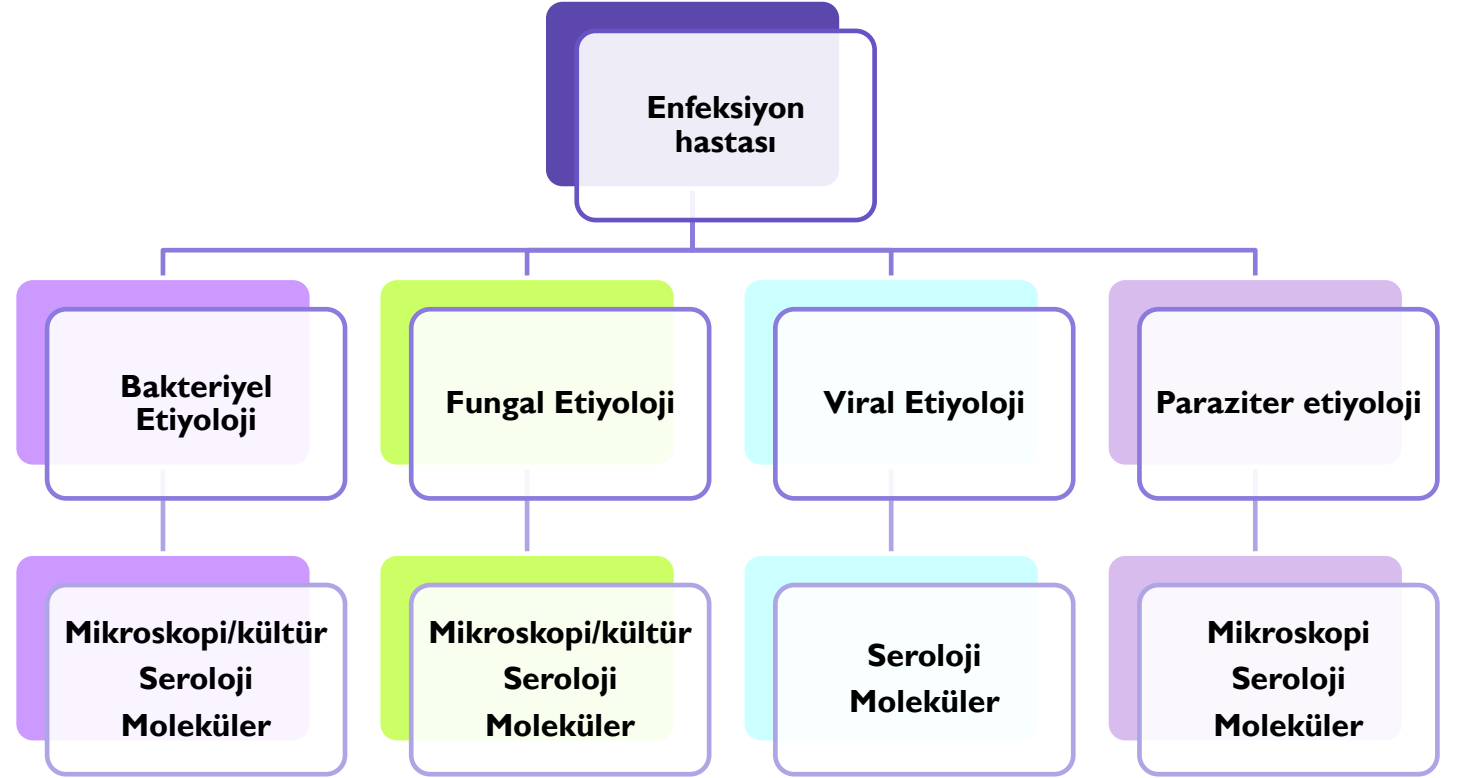 Enfeksiyon
hastası
Bakteriyel
Etiyoloji
Fungal Etiyoloji
Viral Etiyoloji
Paraziter etiyoloji
Mikroskopi/kültür
Seroloji
Moleküler
Mikroskopi/kültür
Seroloji
Moleküler
Seroloji
Moleküler
Mikroskopi
Seroloji
Moleküler